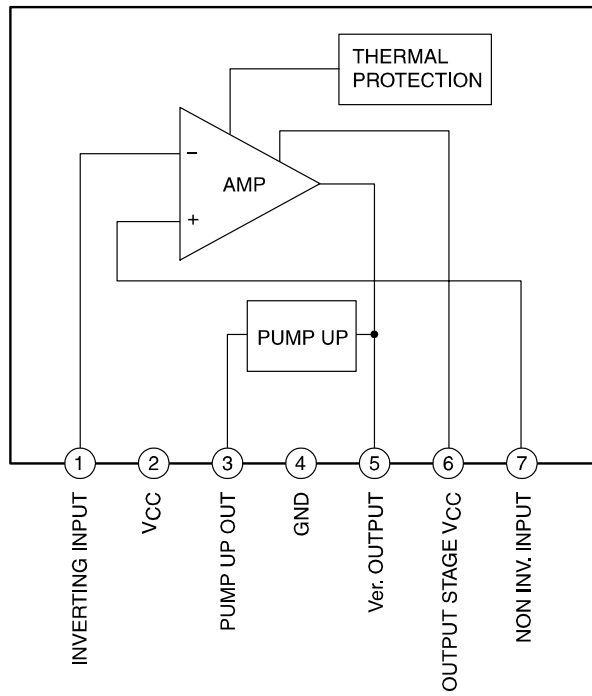 THERMAL
PROTECTION
−
AMP
+
PUMP UP
1
2
3
4
5
6
7
INVERTING INPUT
VCC
PUMP UP OUT
GND
Ver. OUTPUT
OUTPUT STAGE VCC
NON INV. INPUT